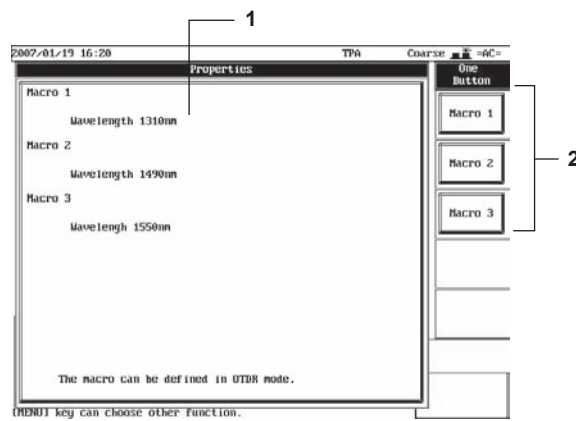 1
2007/01/19 16:20 TPA Coarse =AC=
Properties
One
Button
Macro 1
Wavelength 1310nm
Macro 2
Wavelength 1490nm
Macro 3
Wavelengh 1550nm
Macro 1
Macro 2
Macro 3
2
The macro can be defined in OTDR mode.
[MENU] key can choose other function.